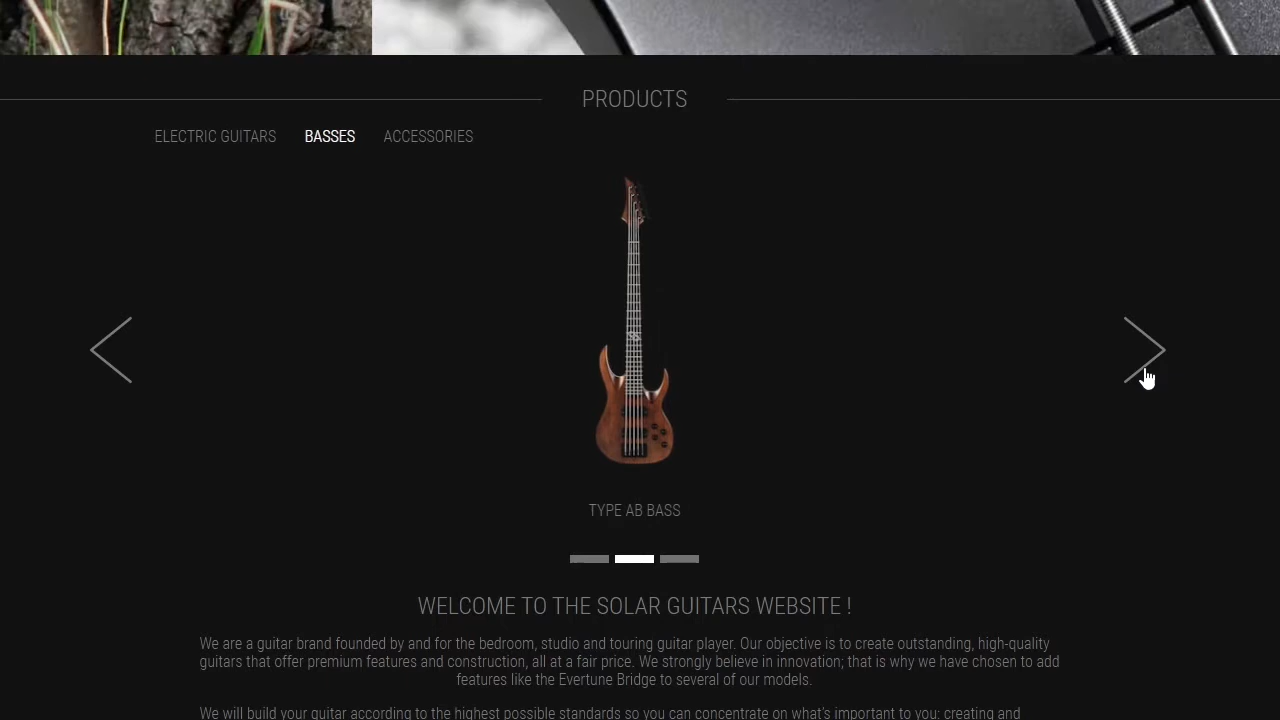 PRODUCTS
ELECTRIC GUITARS BASSES ACCESSORIES
TYPE AB BASS
WELCOME TO THE SOLAR GUITARS WEBSITE !
We are a guitar brand founded by and for the bedroom, studio and touring guitar player. Our objective is to create outstanding, high-quality
guitars that offer premium features and construction, all at a fair price. We strongly believe in innovation; that is why we have chosen to add
features like the Evertune Bridge to several of our models.
We will build your guitar according to the highest possible standards so you can concentrate on what's important to you: creating and